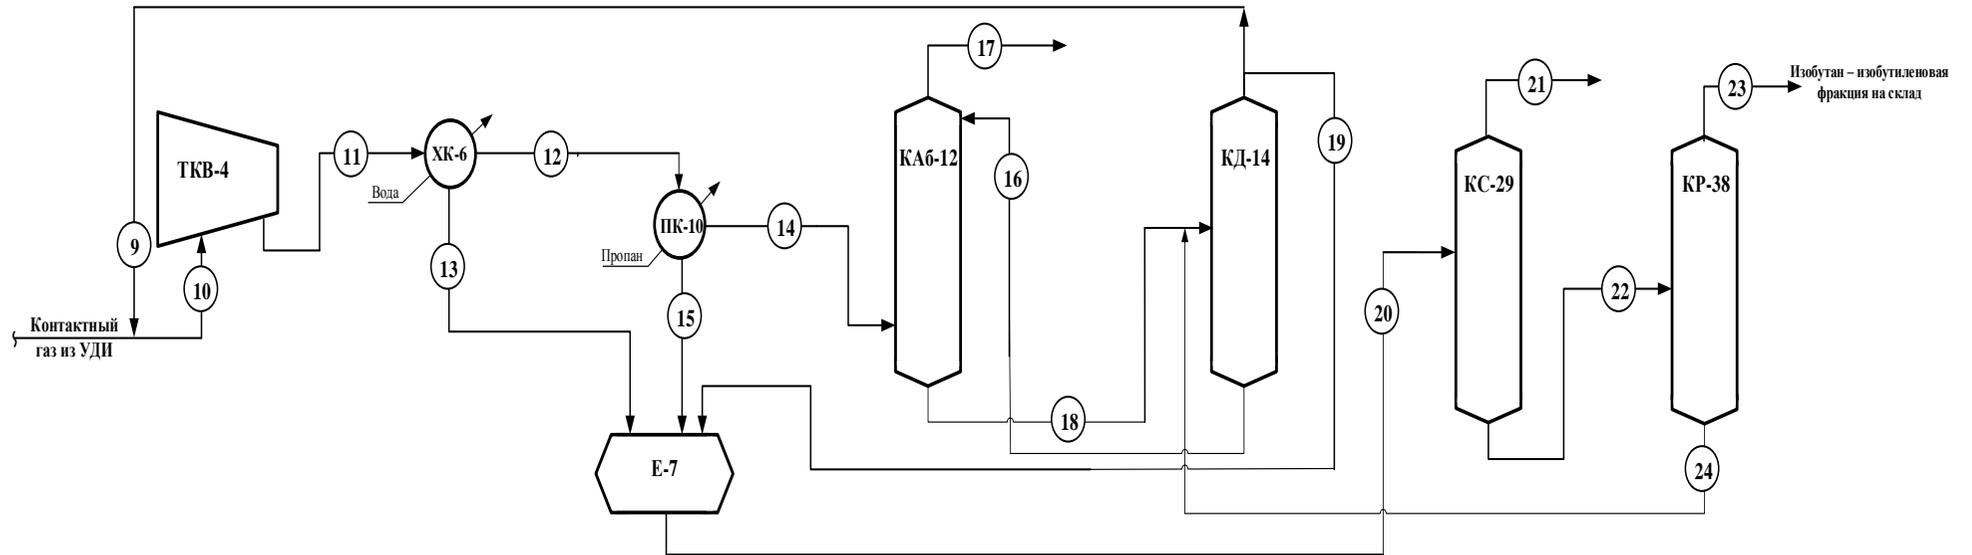 17
21
23
Изобутан – изобутиленовая
фракция на склад
ТКВ-4
11
ХК-6
12
КАб-12
КД-14
19
Вода
16
КС-29
КР-38
9
10
13
ПК-10
14
Пропан
15
20
22
Контактный
газ из УДИ
18
Е-7
24